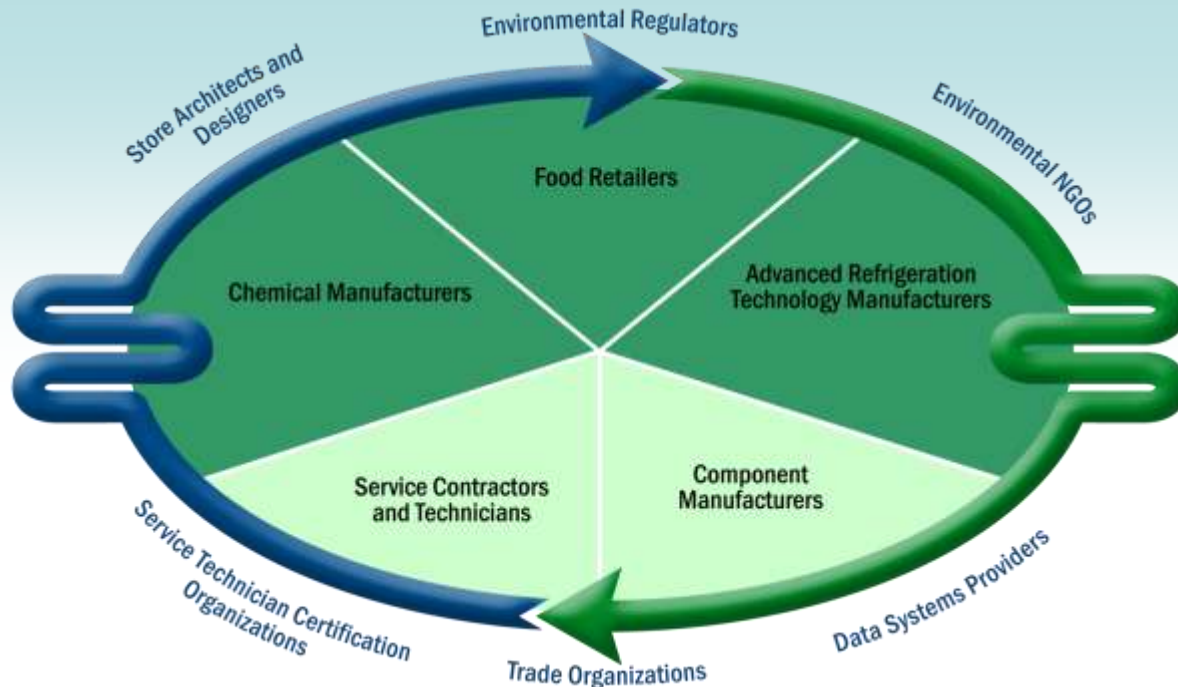 Environmental Regulators
Store Architects and
Designers
Environmental NGOs
Food Retailers
Chemical Manufacturers
Advanced Refrigeration
Technology Manufacturers
Service Contractors
and Technicians
Component
Manufacturers
Service Technician Certification
Organizations
Data Systems Providers
Trade Organizations